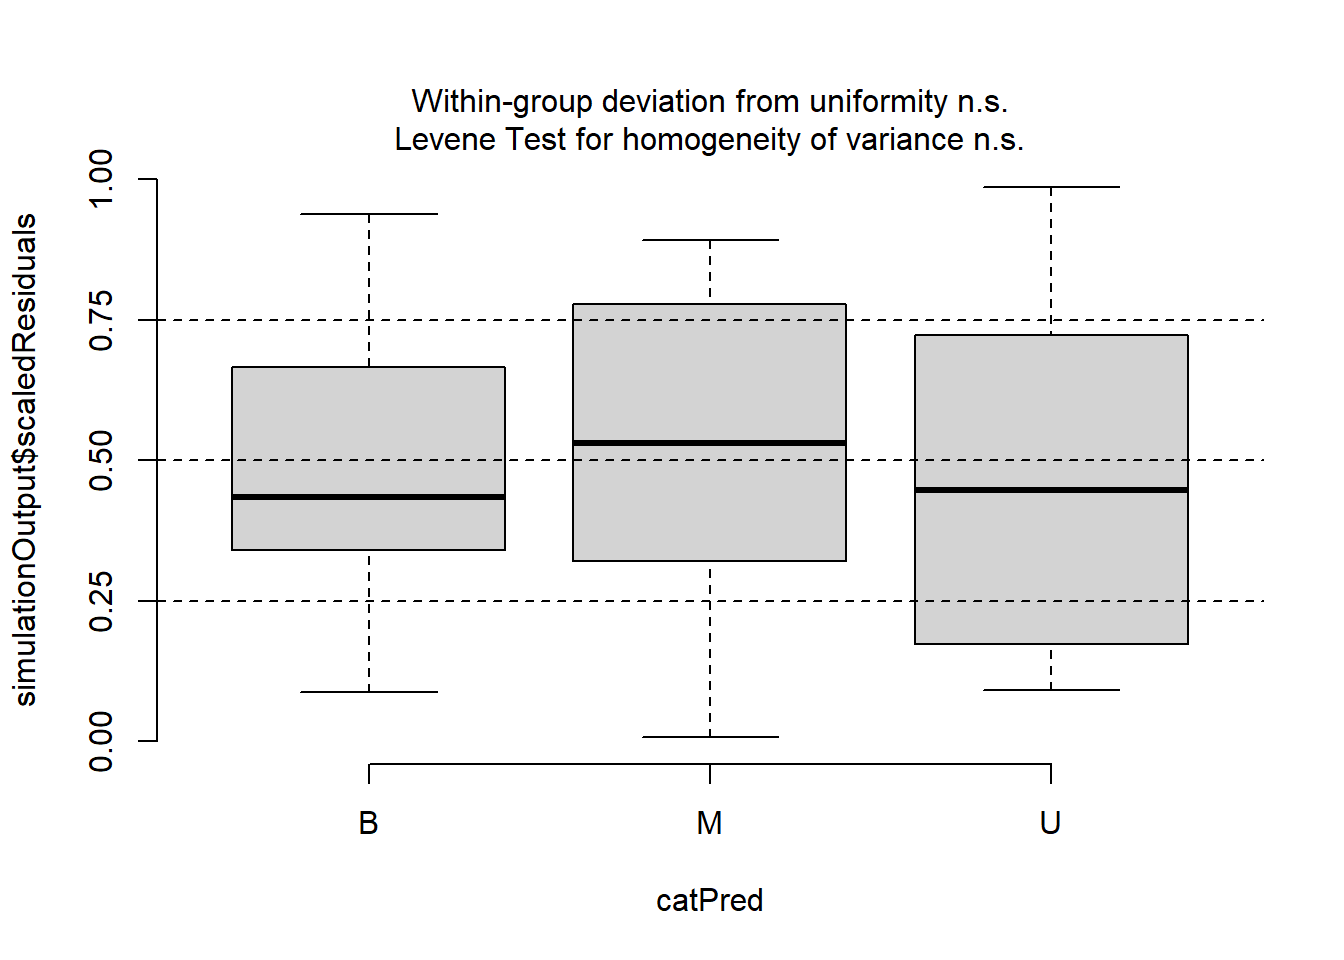 Within-group deviation from uniformity n.s.
Levene Test for homogeneity of variance n.s.
simulationOutput$scaledResiduals
1.00
0.75
0.50
0.25
0.00
B
M
U
catPred